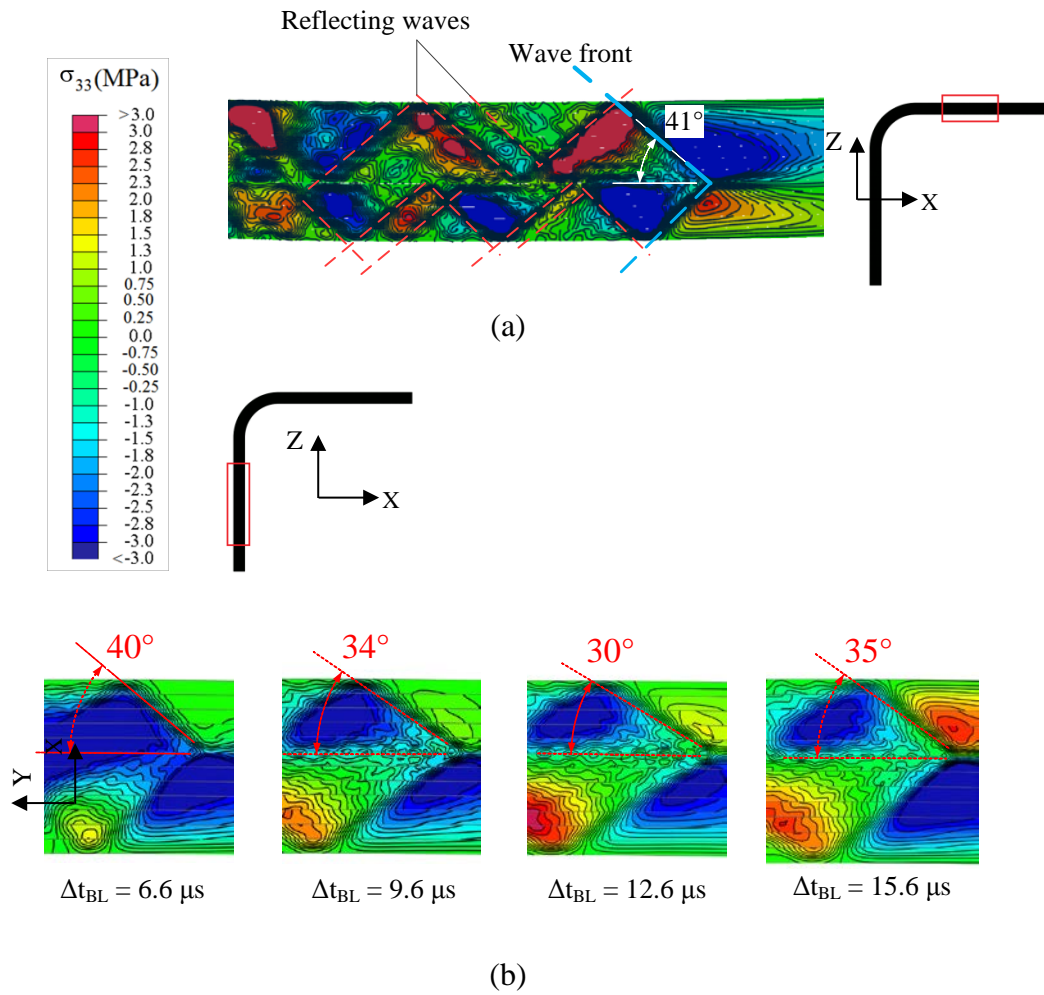 Reflecting waves
Wave front
σ33(MPa)
>3.0
3.0
2.8
2.5
2.3
2.0
1.8
1.5
1.3
1.0
0.75
0.50
0.25
0.0
-0.75
-0.50
-0.25
-1.0
-1.3
-1.5
-1.8
-2.0
-2.3
-2.5
-2.8
-3.0
<-3.0
41°
Z
X
(a)
Z
X
40°
34°
30°
35°
X
Y
ΔtBL = 6.6 μs
ΔtBL = 9.6 μs
ΔtBL = 12.6 μs
ΔtBL = 15.6 μs
(b)